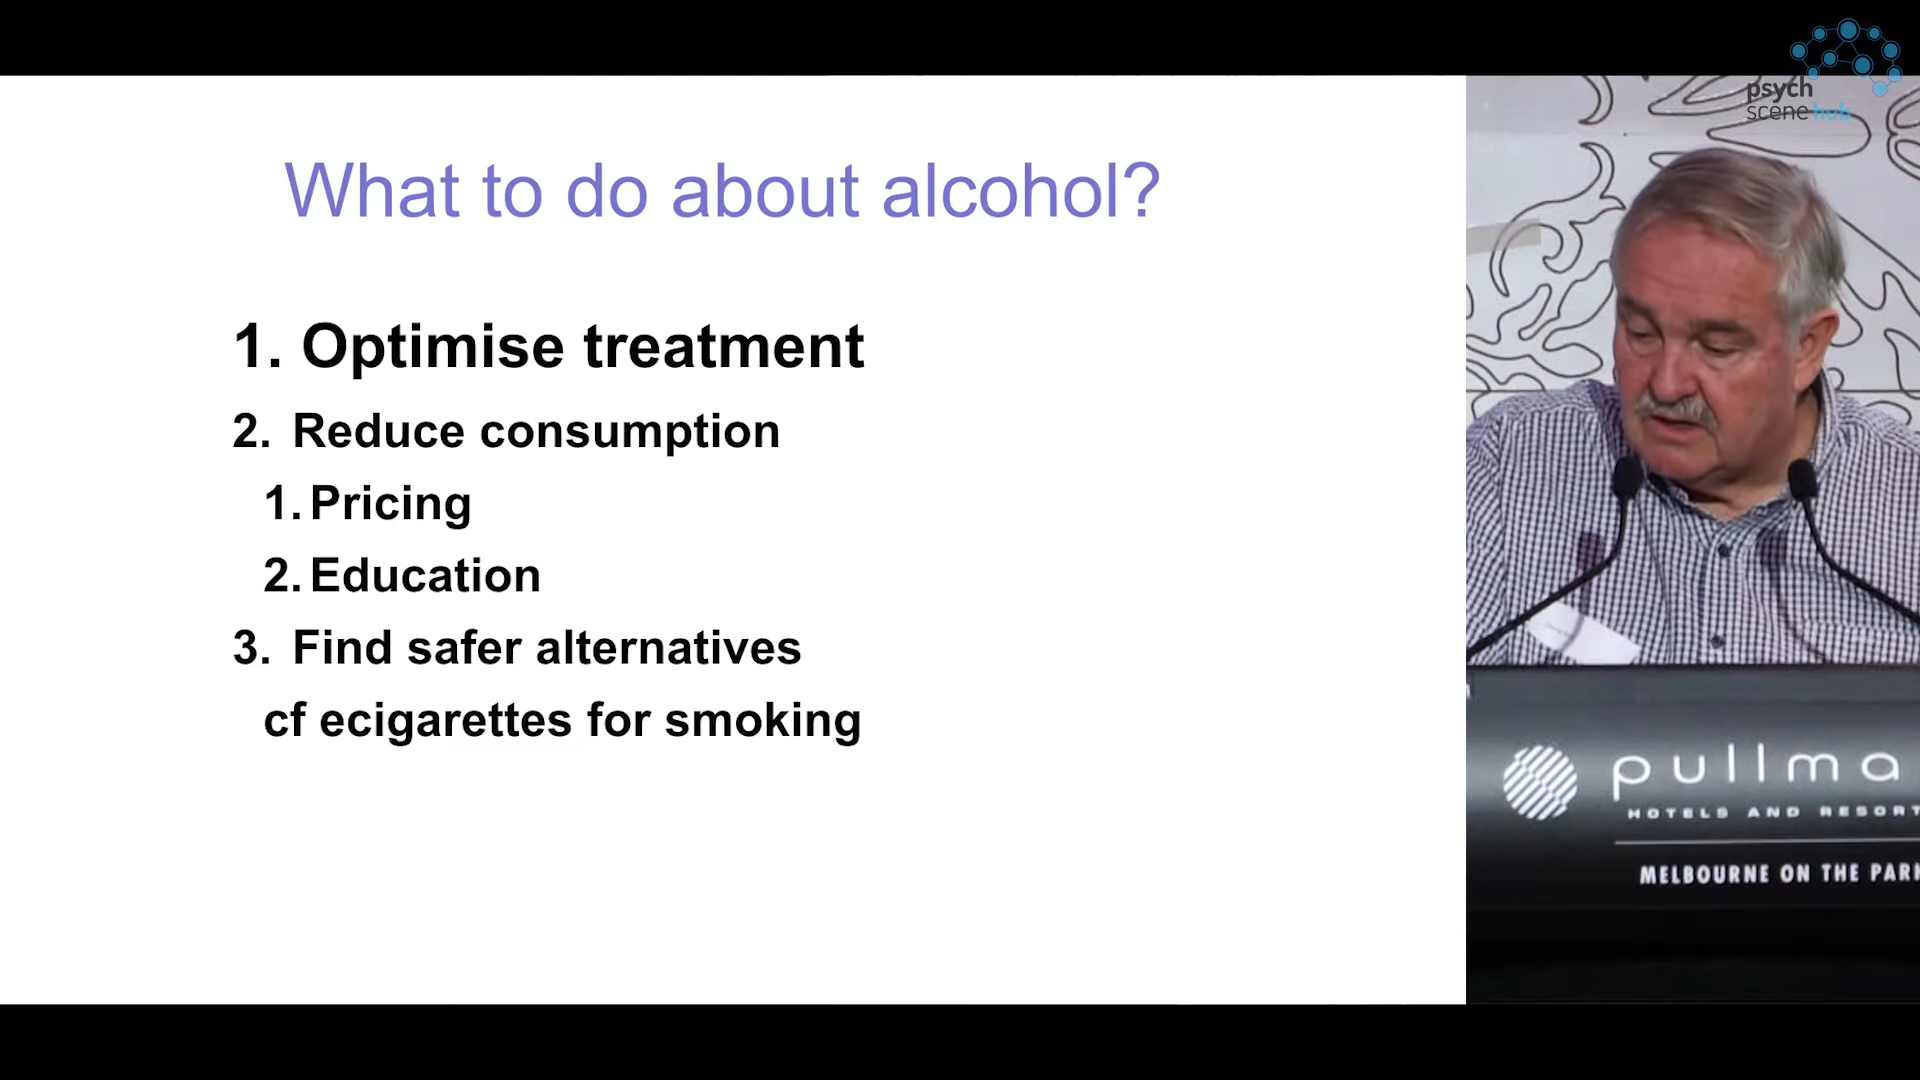 psych
scene hub
What to do about alcohol?
1. Optimise treatment
2. Reduce consumption
1. Pricing
2. Education
3. Find safer alternatives
cf ecigarettes for smoking
pullma
HOTELS AND RESORT
MELBOURNE ON THE PARK